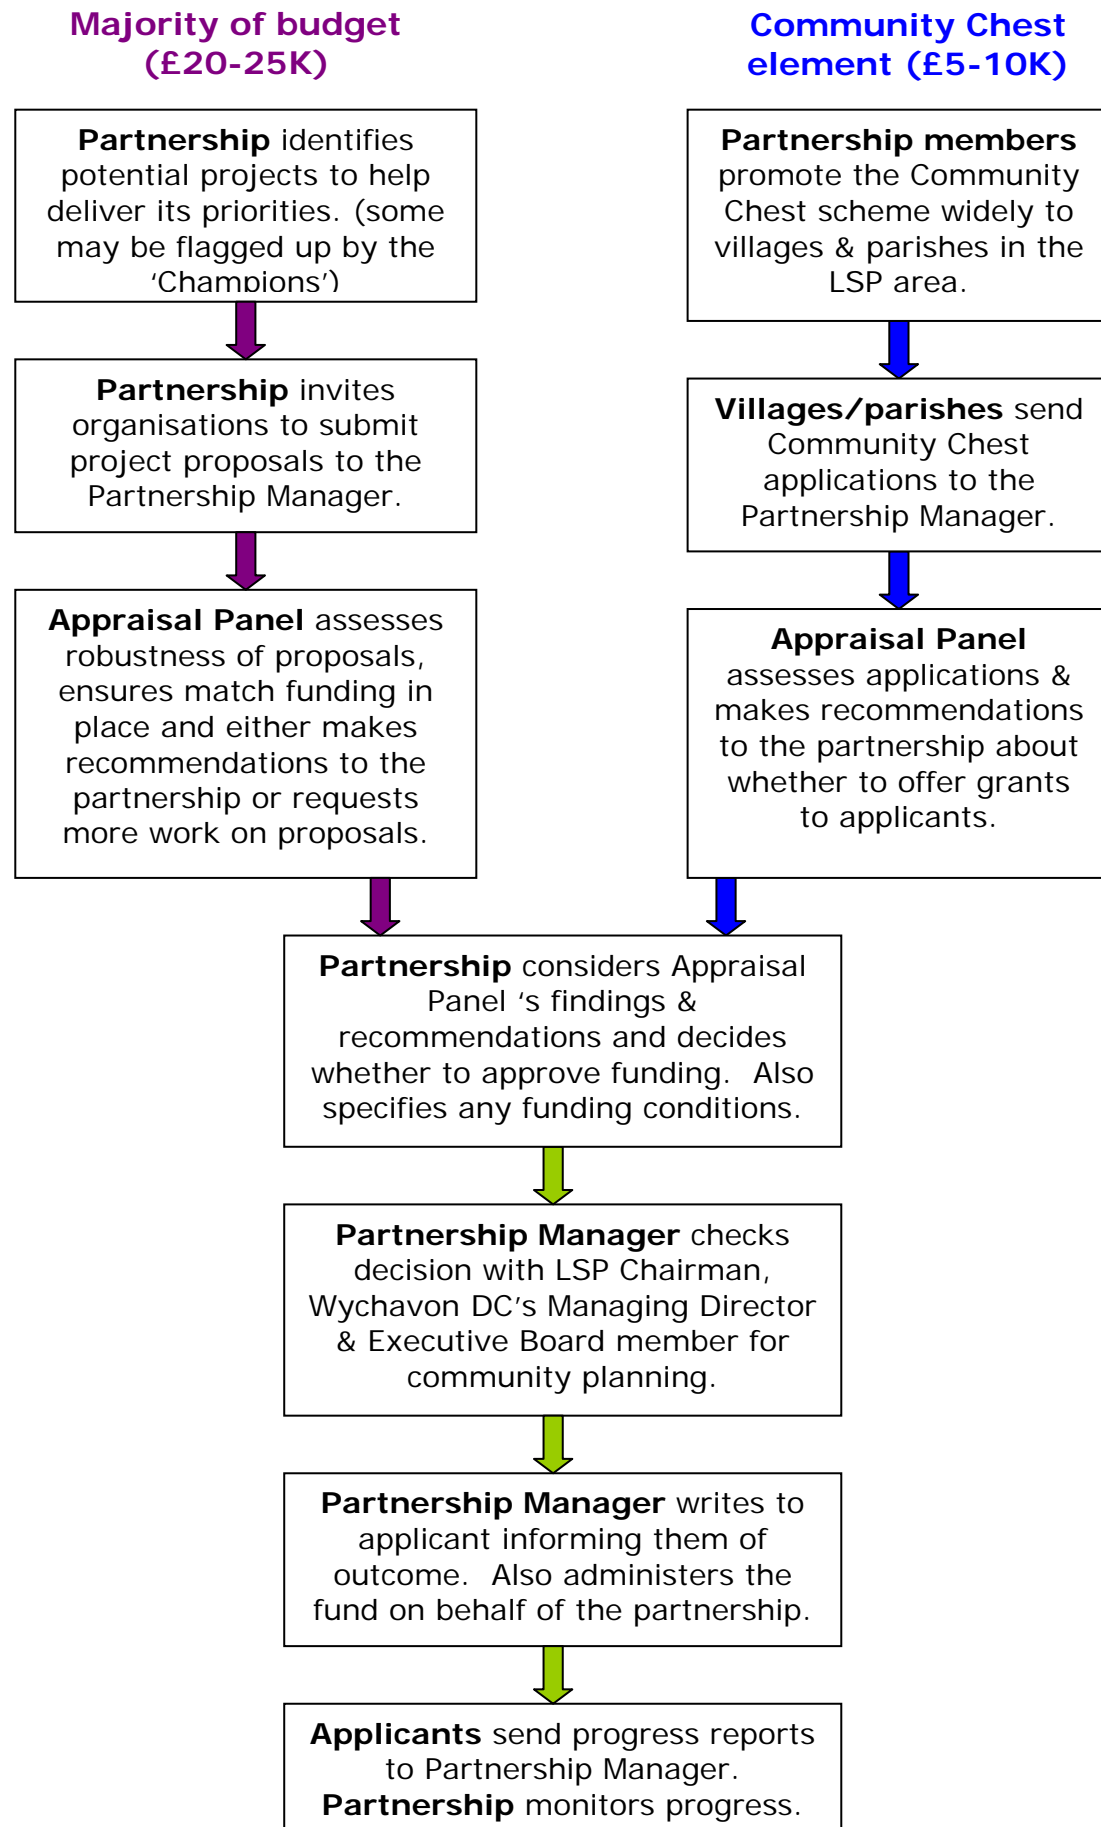 Majority of budget
(£20-25K)
Community Chest
element (£5-10K)
Partnership identifies
potential projects to help
deliver its priorities. (some
may be flagged up by the
‘Champions’)
Partnership members
promote the Community
Chest scheme widely to
villages & parishes in the
LSP area.
Partnership invites
organisations to submit
project proposals to the
Partnership Manager.
Villages/parishes send
Community Chest
applications to the
Partnership Manager.
Appraisal Panel assesses
robustness of proposals,
ensures match funding in
place and either makes
recommendations to the
partnership or requests
more work on proposals.
Appraisal Panel
assesses applications &
makes recommendations
to the partnership about
whether to offer grants
to applicants.
Partnership considers Appraisal
Panel ‘s findings &
recommendations and decides
whether to approve funding.  Also
specifies any funding conditions.
Partnership Manager checks
decision with LSP Chairman,
Wychavon DC’s Managing Director
& Executive Board member for
community planning.
Partnership Manager writes to
applicant informing them of
outcome.  Also administers the
fund on behalf of the partnership.
Applicants send progress reports
to Partnership Manager.
Partnership monitors progress.